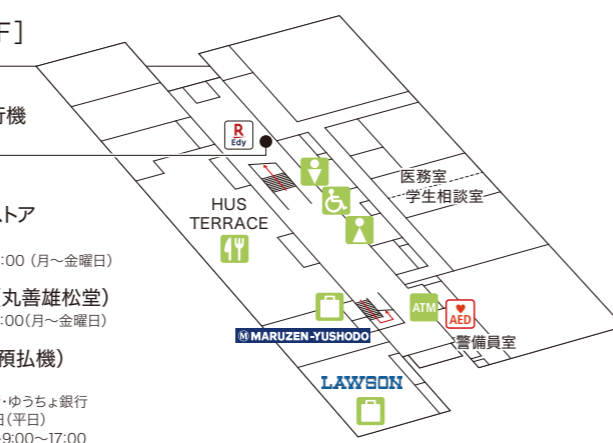 F]
行機
ストア
:00 (月〜金曜日)
丸善雄松堂)
:00(月〜金曜日)
預払機)
・ゆうちょ銀行
日(平日)
9:00〜17:00
R
Edy
HUS
TERRACE
医務室
学生相談室
ATM
AED
警備員室
M MARUZEN-YUSHODO
LAWSON